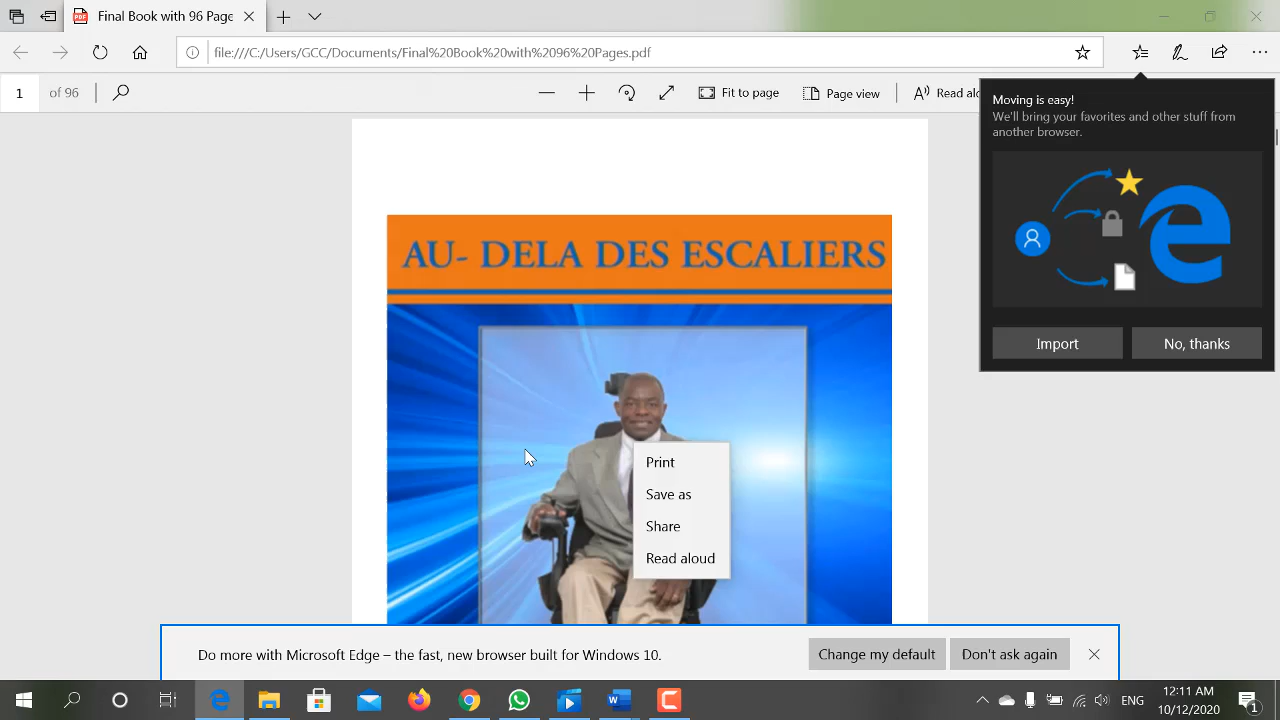 Final Book with 96 Page
file:///C:/Users/GCC/Documents/Final%20Book%20with%2096%20Pages.pdf
1 of 96
Fit to page
Page view
Read alo
Moving is easy!
We'll bring your favorites and other stuff from
another browser.
Import
No, thanks
AU- DELA DES ESCALIERS
Print
Save as
Share
Read aloud
Do more with Microsoft Edge – the fast, new browser built for Windows 10.
Change my default
Don't ask again
ENG
12:11 AM
10/12/2020
1